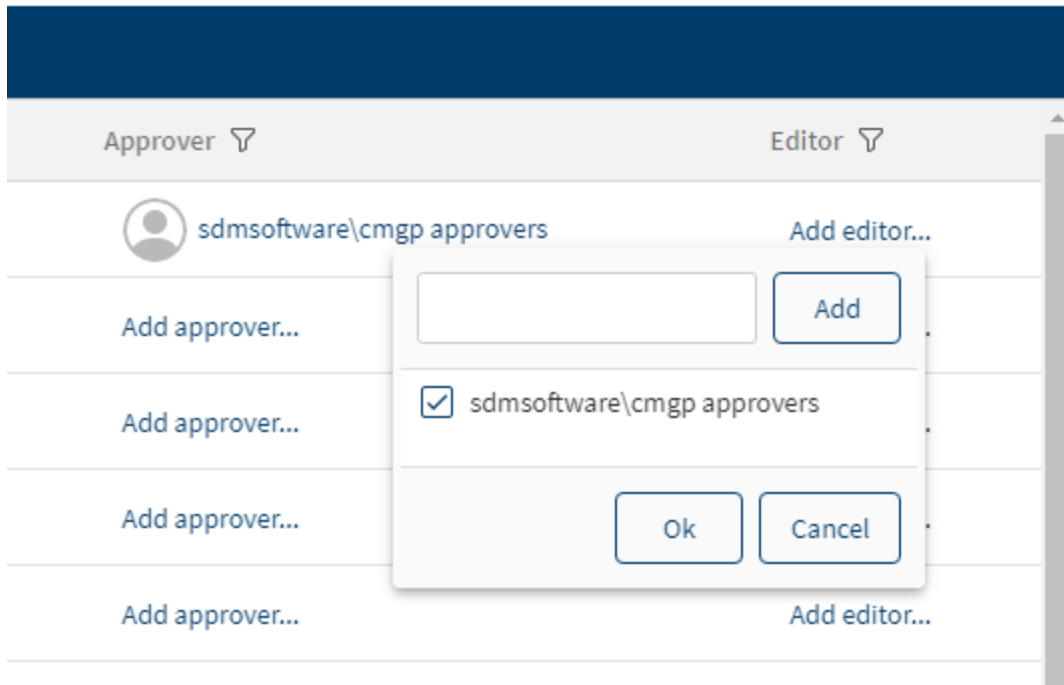 Approver
Editor
sdmsoftware\cmgp approvers
Add editor...
Add
Add approver...
sdmsoftware\cmgp approvers
Add approver...
Add approver...
Ok
Cancel
Add approver...
Add editor...